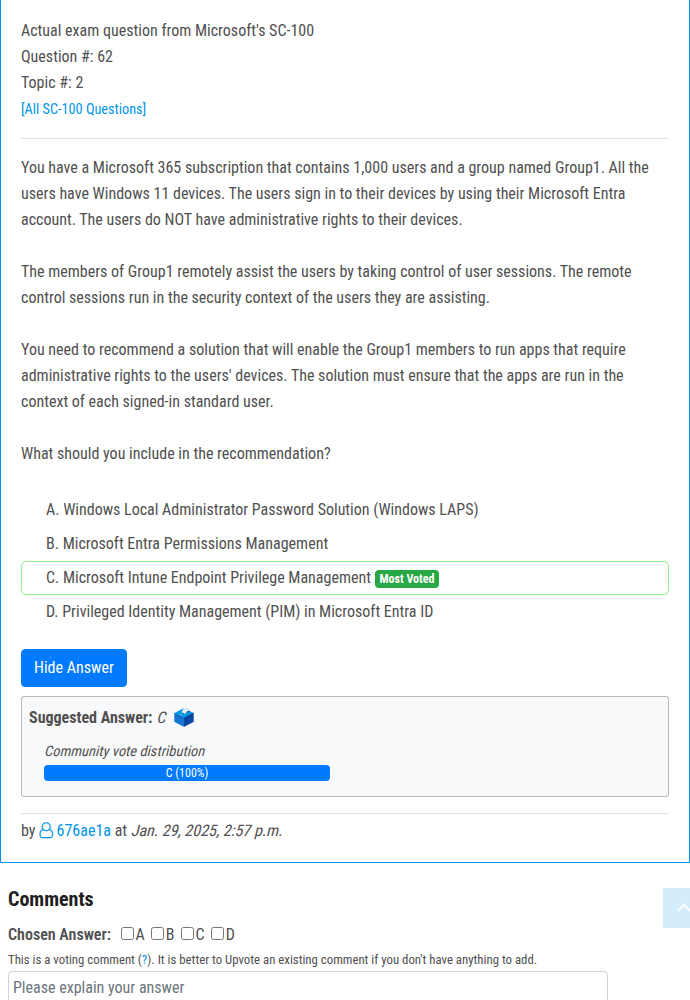 Actual exam question from Microsoft's SC-100
Question #: 62
Topic #: 2
[All SC-100 Questions]
You have a Microsoft 365 subscription that contains 1,000 users and a group named Group1. All the
users have Windows 11 devices. The users sign in to their devices by using their Microsoft Entra
account. The users do NOT have administrative rights to their devices.
The members of Group1 remotely assist the users by taking control of user sessions. The remote
control sessions run in the security context of the users they are assisting.
You need to recommend a solution that will enable the Group1 members to run apps that require
administrative rights to the users' devices. The solution must ensure that the apps are run in the
context of each signed-in standard user.
What should you include in the recommendation?
A. Windows Local Administrator Password Solution (Windows LAPS)
B. Microsoft Entra Permissions Management
C. Microsoft Intune Endpoint Privilege Management Most Voted
D. Privileged Identity Management (PIM) in Microsoft Entra ID
Hide Answer
Suggested Answer: C
Community vote distribution
C (100%)
by 676ae1a at Jan. 29, 2025, 2:57 p.m.
Comments
Chosen Answer: A B C D
This is a voting comment (?). It is better to Upvote an existing comment if you don't have anything to add.
Please explain your answer